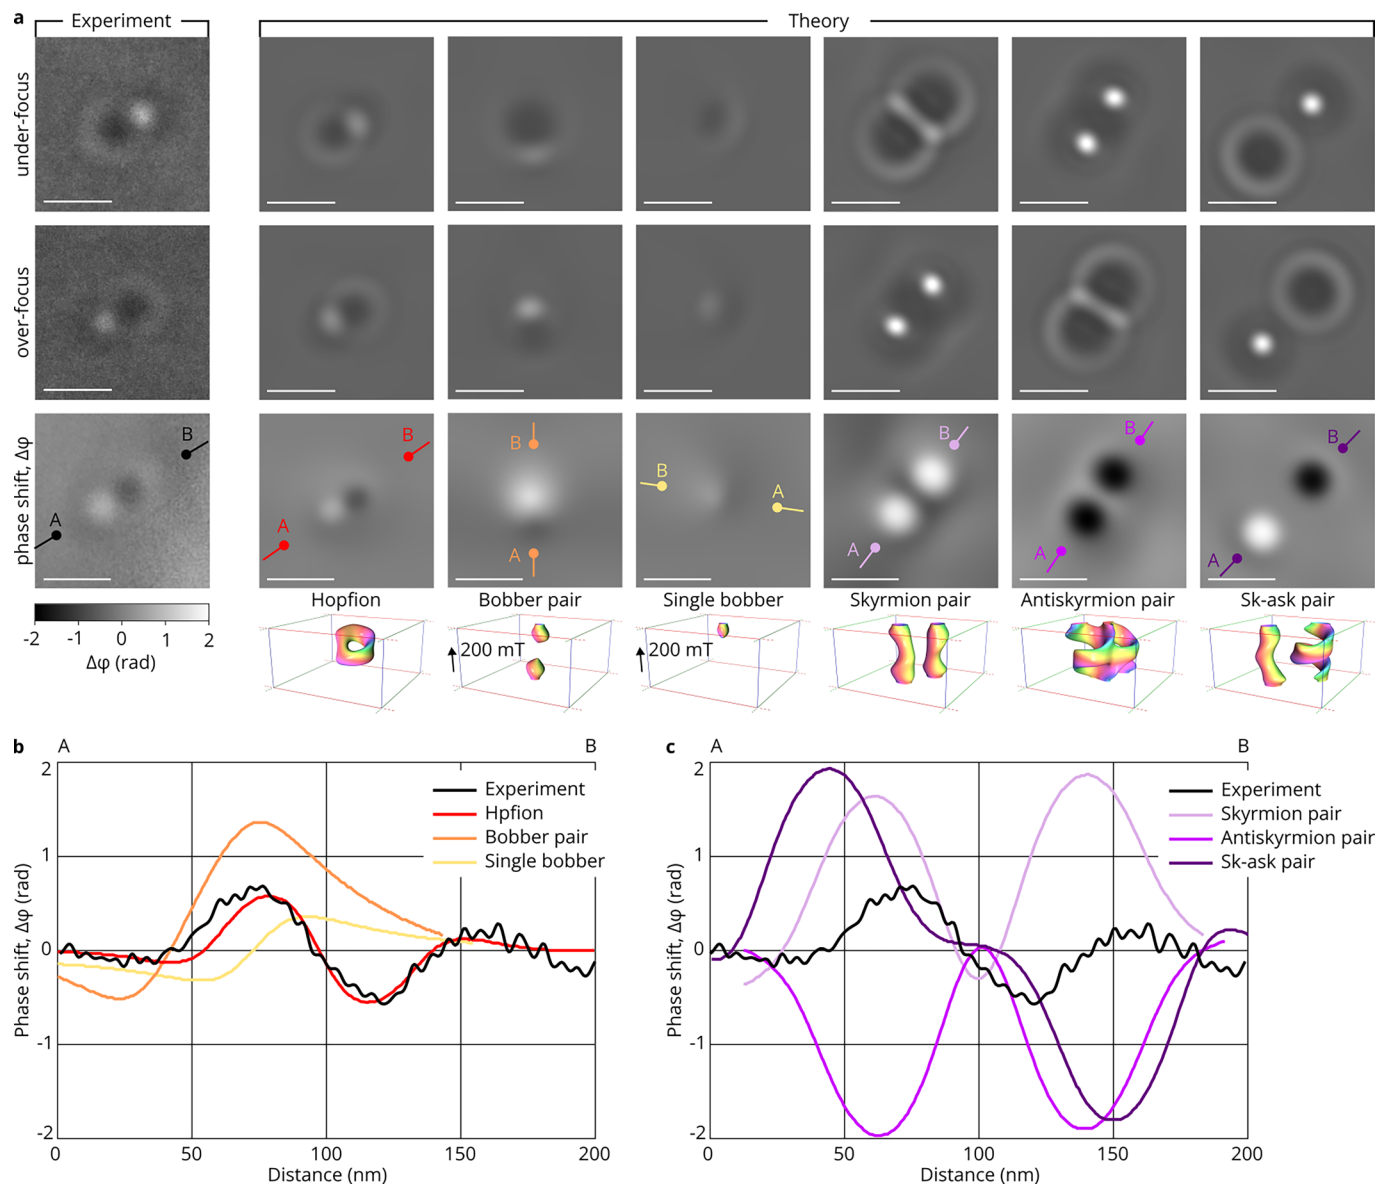 a
Experiment
Theory
under-focus
over-focus
phase shift, Δφ
A
B
A
B
B
A
B
A
B
A
B
A
B
A
-2 -1 0 1 2
Δφ (rad)
Hopfion
Bobber pair
Single bobber
Skyrmion pair
Antiskyrmion pair
Sk-ask pair
200 mT
200 mT
b
A
B
2
1
0
-1
-2
Phase shift, Δφ (rad)
Experiment
Hpfion
Bobber pair
Single bobber
0 50 100 150 200
Distance (nm)
c
A
B
2
1
0
-1
-2
Phase shift, Δφ (rad)
Experiment
Skyrmion pair
Antiskyrmion pair
Sk-ask pair
0 50 100 150 200
Distance (nm)